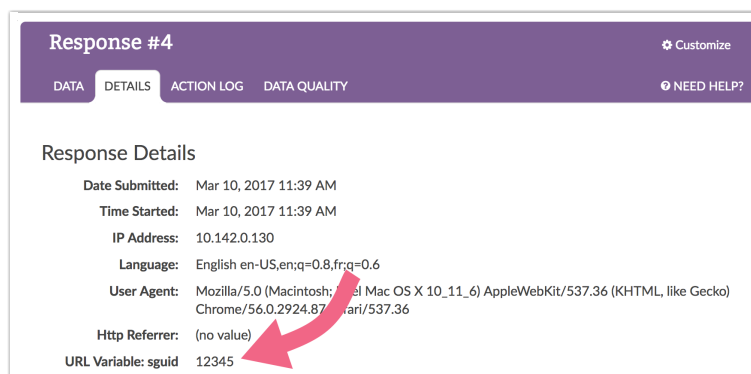 Response #4
Customize
DATA DETAILS ACTION LOG DATA QUALITY
NEED HELP?
Response Details
Date Submitted: Mar 10, 2017 11:39 AM
Time Started: Mar 10, 2017 11:39 AM
IP Address: 10.142.0.130
Language: English en-US,en;q=0.8,fr;q=0.6
User Agent: Mozilla/5.0 (Macintosh; el Mac OS X 10_11_6) AppleWebKit/537.36 (KHTML, like Gecko)
Chrome/56.0.2924.87 ari/537.36
Http Referrer: (no value)
URL Variable: sguid 12345